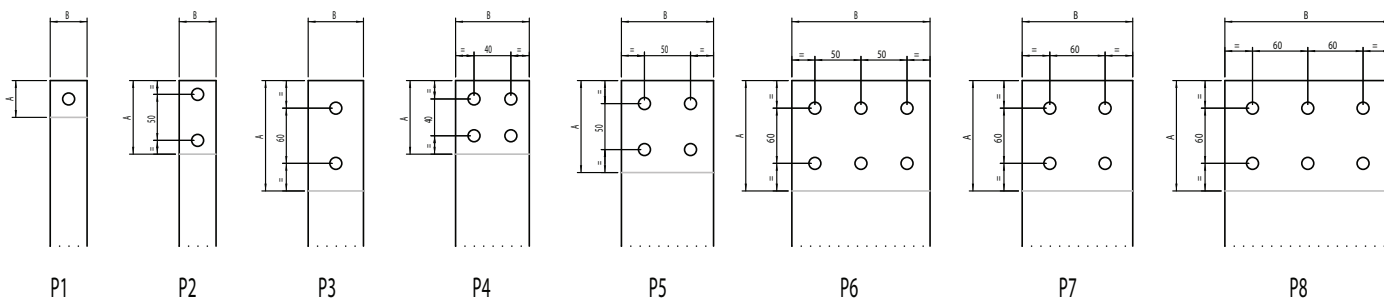 B B B B B B B B
40 50 50 50 60 60 60
= = = = = = = = = =
A A A A A A A A
50 60 40 50 60 60 60
= = = = = = = = = = = = = =
P1 P2 P3 P4 P5 P6 P7 P8